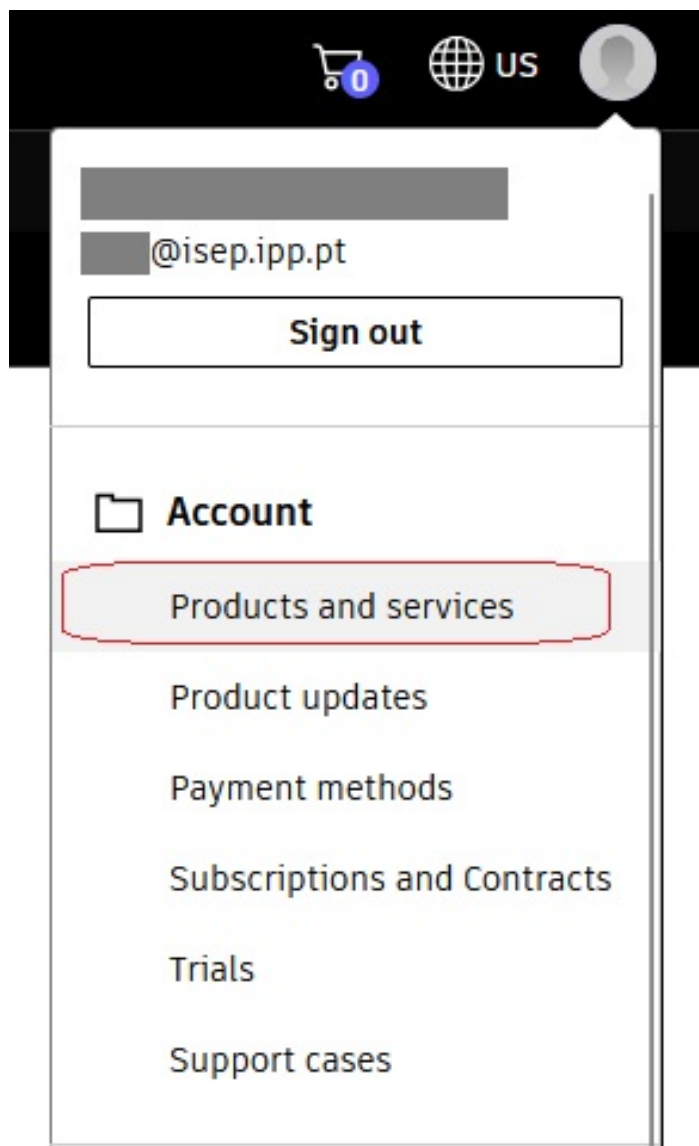 0
US
@isep.ipp.pt
Sign out
Account
Products and services
Product updates
Payment methods
Subscriptions and Contracts
Trials
Support cases